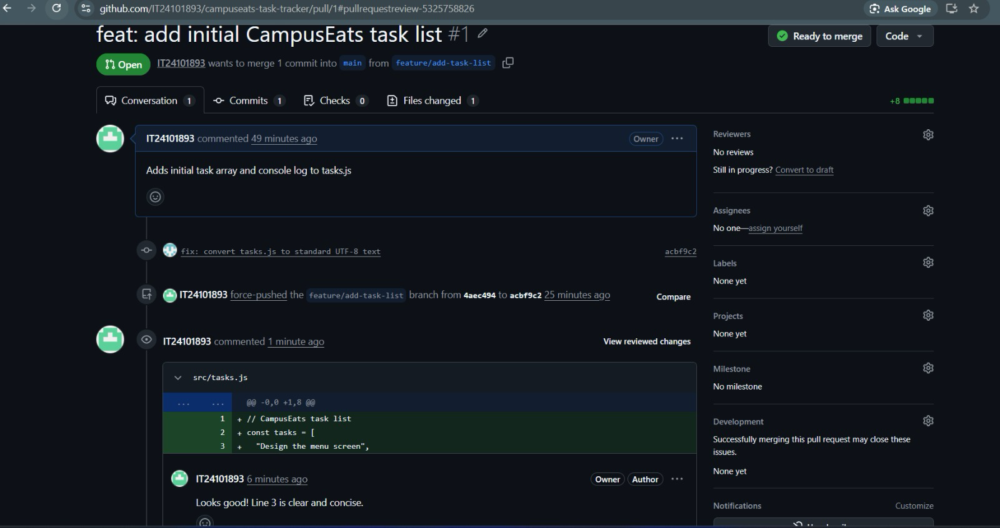 github.com/IT24101893/campuseats-task-tracker/pull/1#pullrequestreview-5325758826
Ask Google
feat: add initial CampusEats task list #1
Ready to merge
Code
Open
IT24101893 wants to merge 1 commit into main from feature/add-task-list
Conversation 1
Commits 1
Checks 0
Files changed 1
+8
IT24101893 commented 49 minutes ago
Owner
Adds initial task array and console log to tasks.js
fix: convert tasks.js to standard UTF-8 text
acbf9c2
IT24101893 force-pushed the feature/add-task-list branch from 4aec494 to acbf9c2 25 minutes ago
Compare
IT24101893 commented 1 minute ago
View reviewed changes
src/tasks.js
... ... @@ -0,0 +1,8 @@
1 + // CampusEats task list
2 + const tasks = [
3 + "Design the menu screen",
IT24101893 6 minutes ago
Owner
Author
Looks good! Line 3 is clear and concise.
Reviewers
No reviews
Still in progress? Convert to draft
Assignees
No one—assign yourself
Labels
None yet
Projects
None yet
Milestone
No milestone
Development
Successfully merging this pull request may close these
issues.
None yet
Notifications
Customize